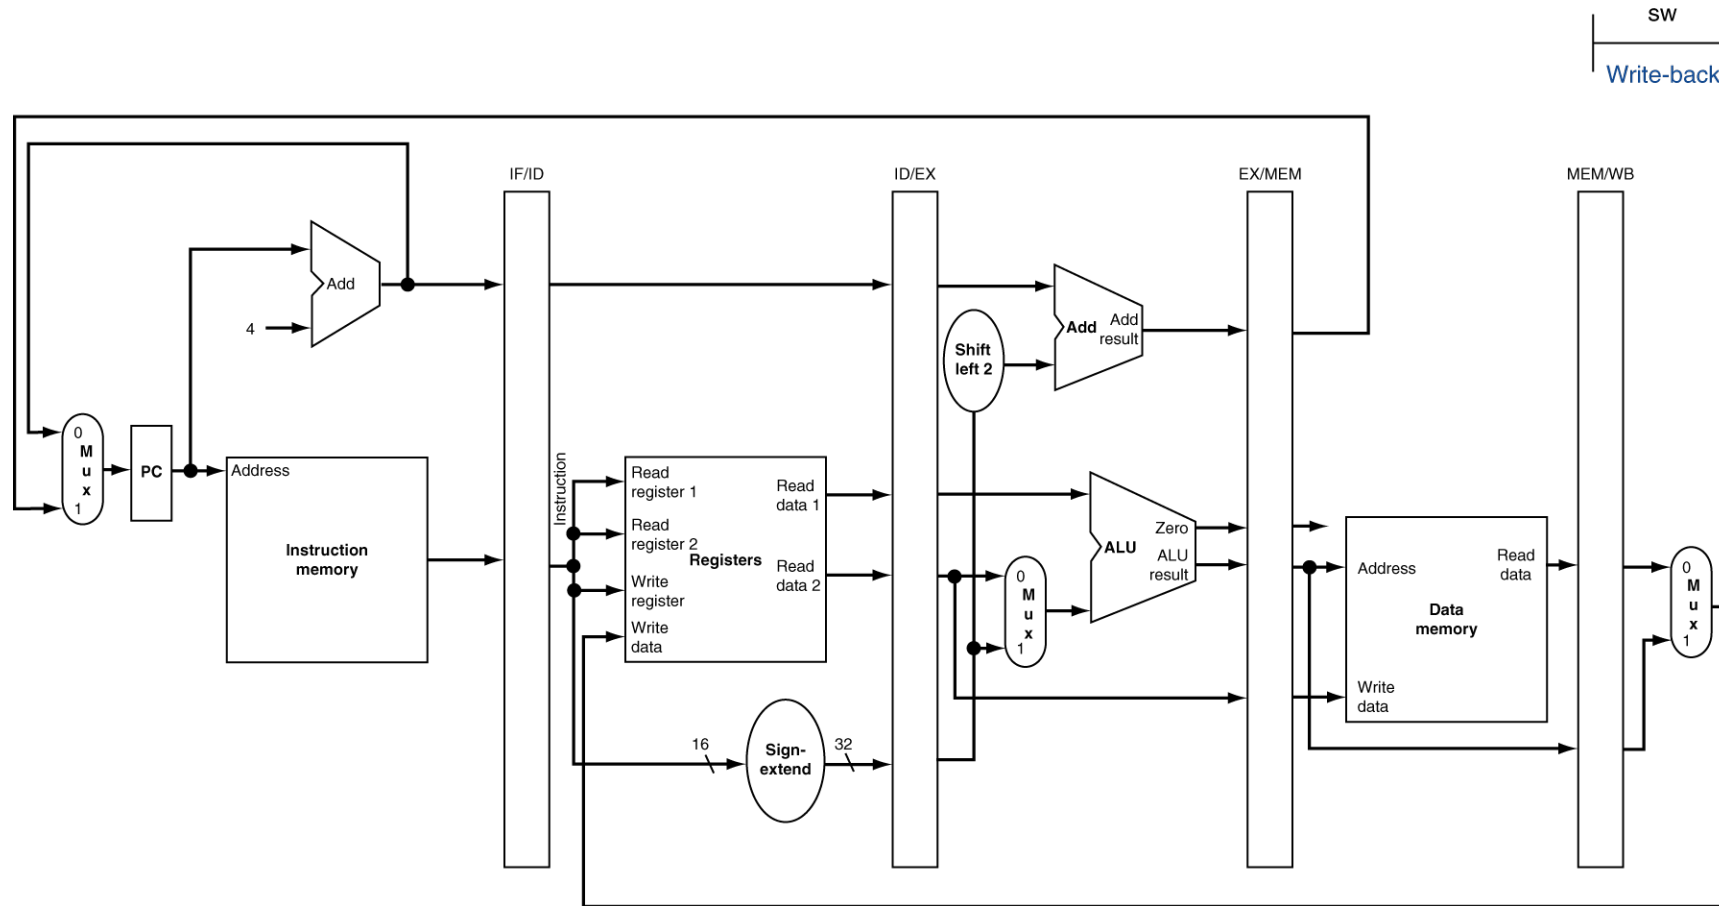 SW
Write-back
IF/ID
ID/EX
EX/MEM
MEM/WB
Add
4
Shift
left 2
Add
Add
result
0
M
u
x
1
PC
Address
Instruction
memory
Instruction
Read
register 1
Read
register 2
Write
register
Write
data
Registers
Read
data 1
Read
data 2
16
Sign-
extend
32
0
M
u
x
1
ALU
Zero
ALU
result
Address
Write
data
Data
memory
Read
data
0
M
u
x
1